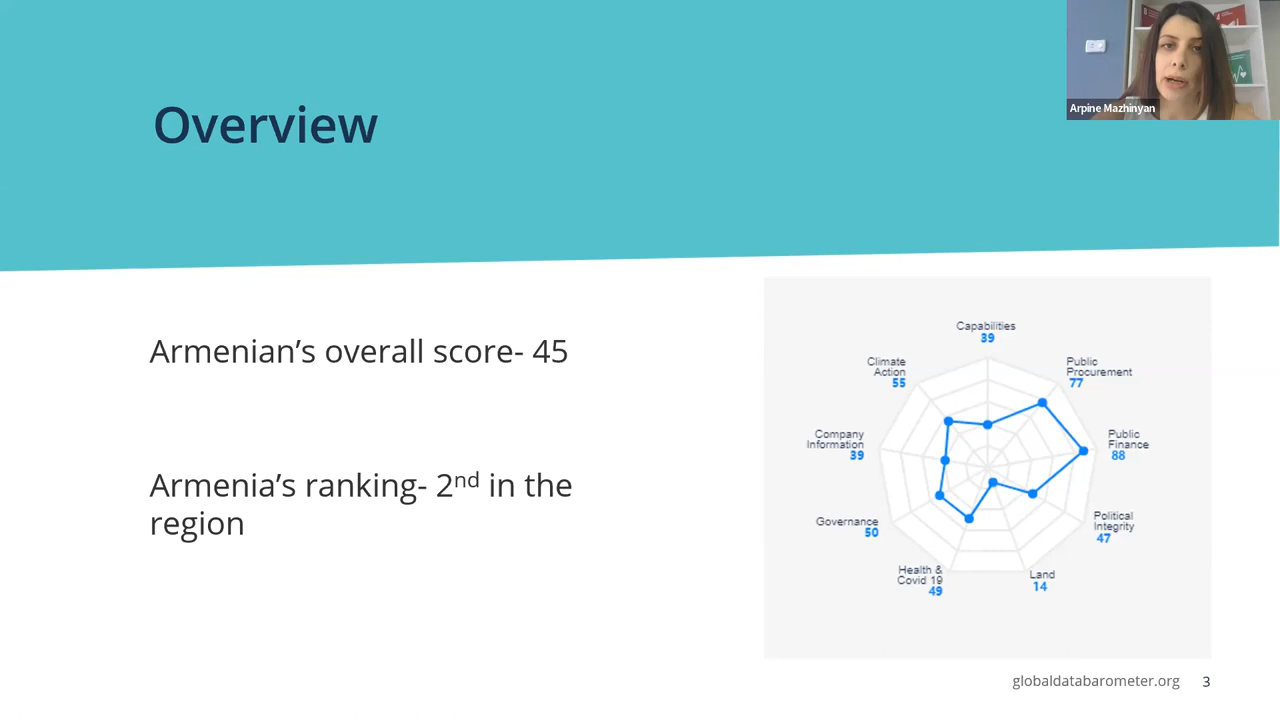 Arpine Mazhinyan
Overview
Armenian’s overall score- 45
Armenia’s ranking- 2nd in the
region
Capabilities
39
Public
Procurement
77
Public
Finance
88
Political
Integrity
47
Land
14
Health &
Covid 19
49
Governance
50
Company
Information
39
Climate
Action
55
globaldatabarometer.org 3